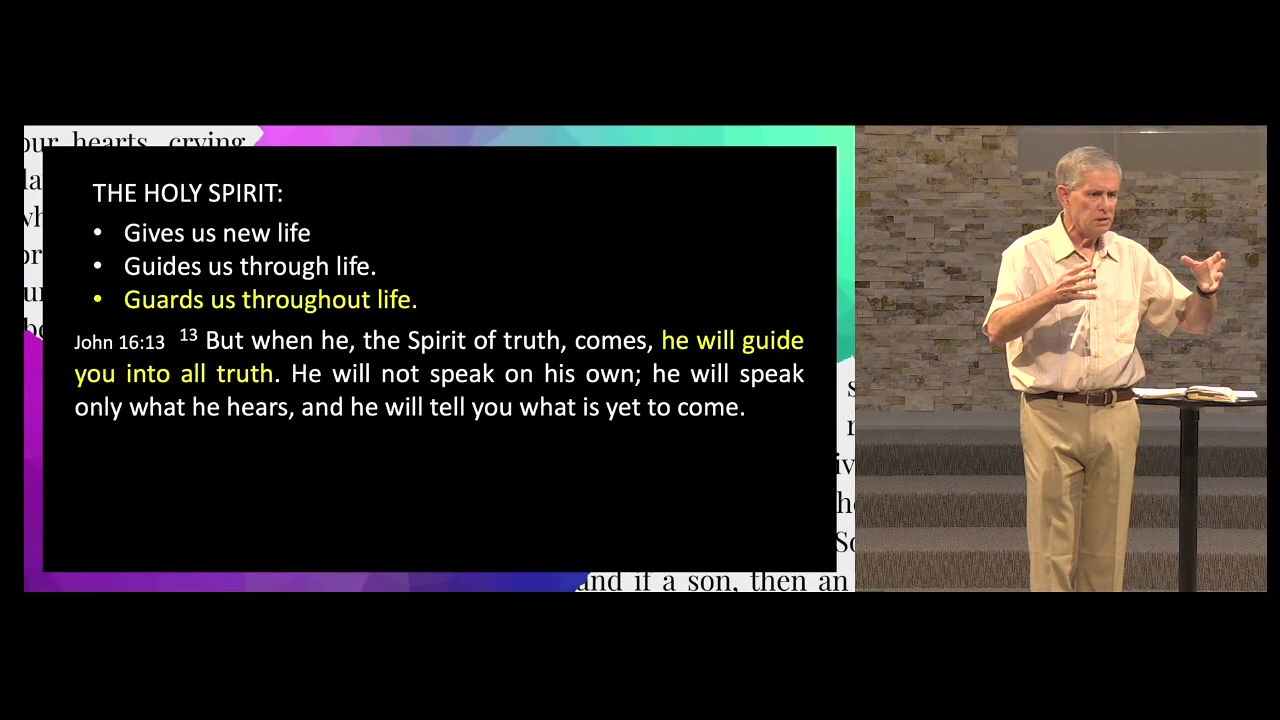 our hearts, crying
THE HOLY SPIRIT:
• Gives us new life
• Guides us through life.
• Guards us throughout life.
John 16:13 13 But when he, the Spirit of truth, comes, he will guide
you into all truth. He will not speak on his own; he will speak
only what he hears, and he will tell you what is yet to come.
and if a son, then an